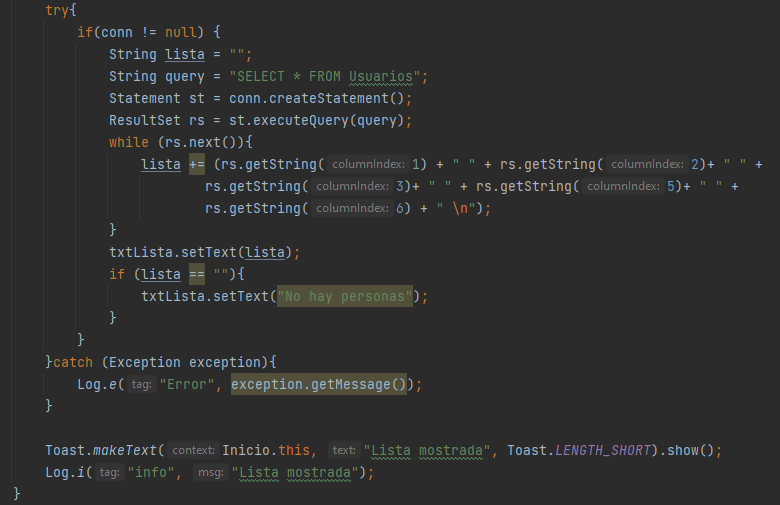 try{
if(conn != null) {
String lista = "";
String query = "SELECT * FROM Usuarios";
Statement st = conn.createStatement();
ResultSet rs = st.executeQuery(query);
while (rs.next()){
lista += (rs.getString( columnIndex: 1) + " " + rs.getString( columnIndex: 2)+ " " +
rs.getString( columnIndex: 3)+ " " + rs.getString( columnIndex: 5)+ " " +
rs.getString( columnIndex: 6) + " \n");
}
txtLista.setText(lista);
if (lista == ""){
txtLista.setText("No hay personas");
}
}
}catch (Exception exception){
Log.e( tag: "Error", exception.getMessage());
}
Toast.makeText( context: Inicio.this, text: "Lista mostrada", Toast.LENGTH_SHORT).show();
Log.i( tag: "info", msg: "Lista mostrada");
}